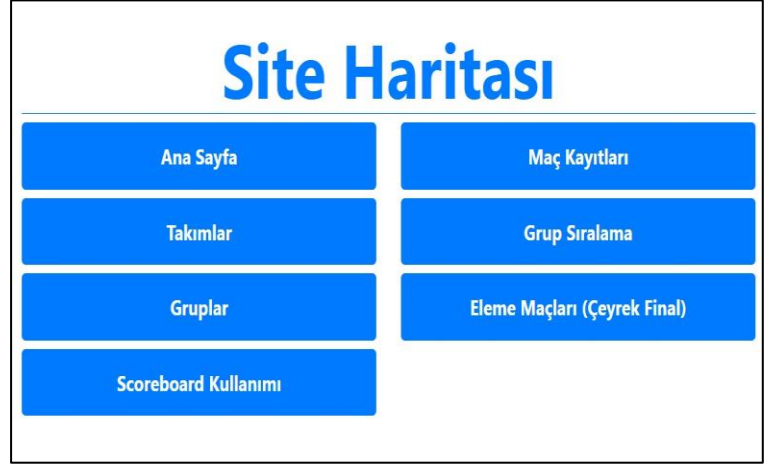 Site Haritası
Ana Sayfa
Maç Kayıtları
Takımlar
Grup Sıralama
Gruplar
Eleme Maçları (Çeyrek Final)
Scoreboard Kullanımı